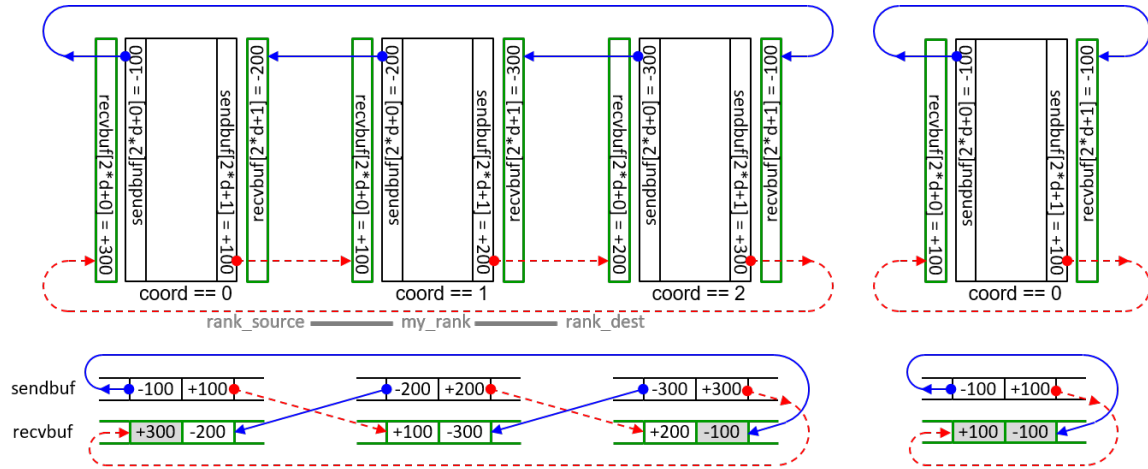 recvbuf[2*d+0] = +300
sendbuf[2*d+0] = -100
sendbuf[2*d+1] = +100
recvbuf[2*d+1] = -200
recvbuf[2*d+0] = +100
sendbuf[2*d+0] = -200
sendbuf[2*d+1] = +200
recvbuf[2*d+1] = -300
recvbuf[2*d+0] = +200
sendbuf[2*d+0] = -300
sendbuf[2*d+1] = +300
recvbuf[2*d+1] = -100
recvbuf[2*d+0] = +100
sendbuf[2*d+0] = -100
sendbuf[2*d+1] = +100
recvbuf[2*d+1] = -100
coord == 0 coord == 1 coord == 2 coord == 0
rank_source my_rank rank_dest
sendbuf -100 +100 -200 +200 -300 +300 -100 +100
recvbuf +300 -200 +100 -300 +200 -100 +100 -100